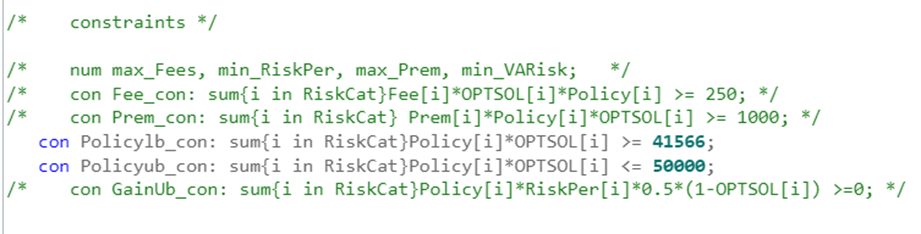 /*    constraints */
/*    num max_Fees, min_RiskPer, max_Prem, min_VARisk;   */
/*    con Fee_con: sum{i in RiskCat}Fee[i]*OPTSOL[i]*Policy[i] >= 250; */
/*    con Prem_con: sum{i in RiskCat} Prem[i]*Policy[i]*OPTSOL[i] >= 1000; */
con Policylb_con: sum{i in RiskCat}Policy[i]*OPTSOL[i] >= 41566;
con Policyub_con: sum{i in RiskCat}Policy[i]*OPTSOL[i] <= 50000;
/*    con GainUb_con: sum{i in RiskCat}Policy[i]*RiskPer[i]*0.5*(1-OPTSOL[i]) >=0; */